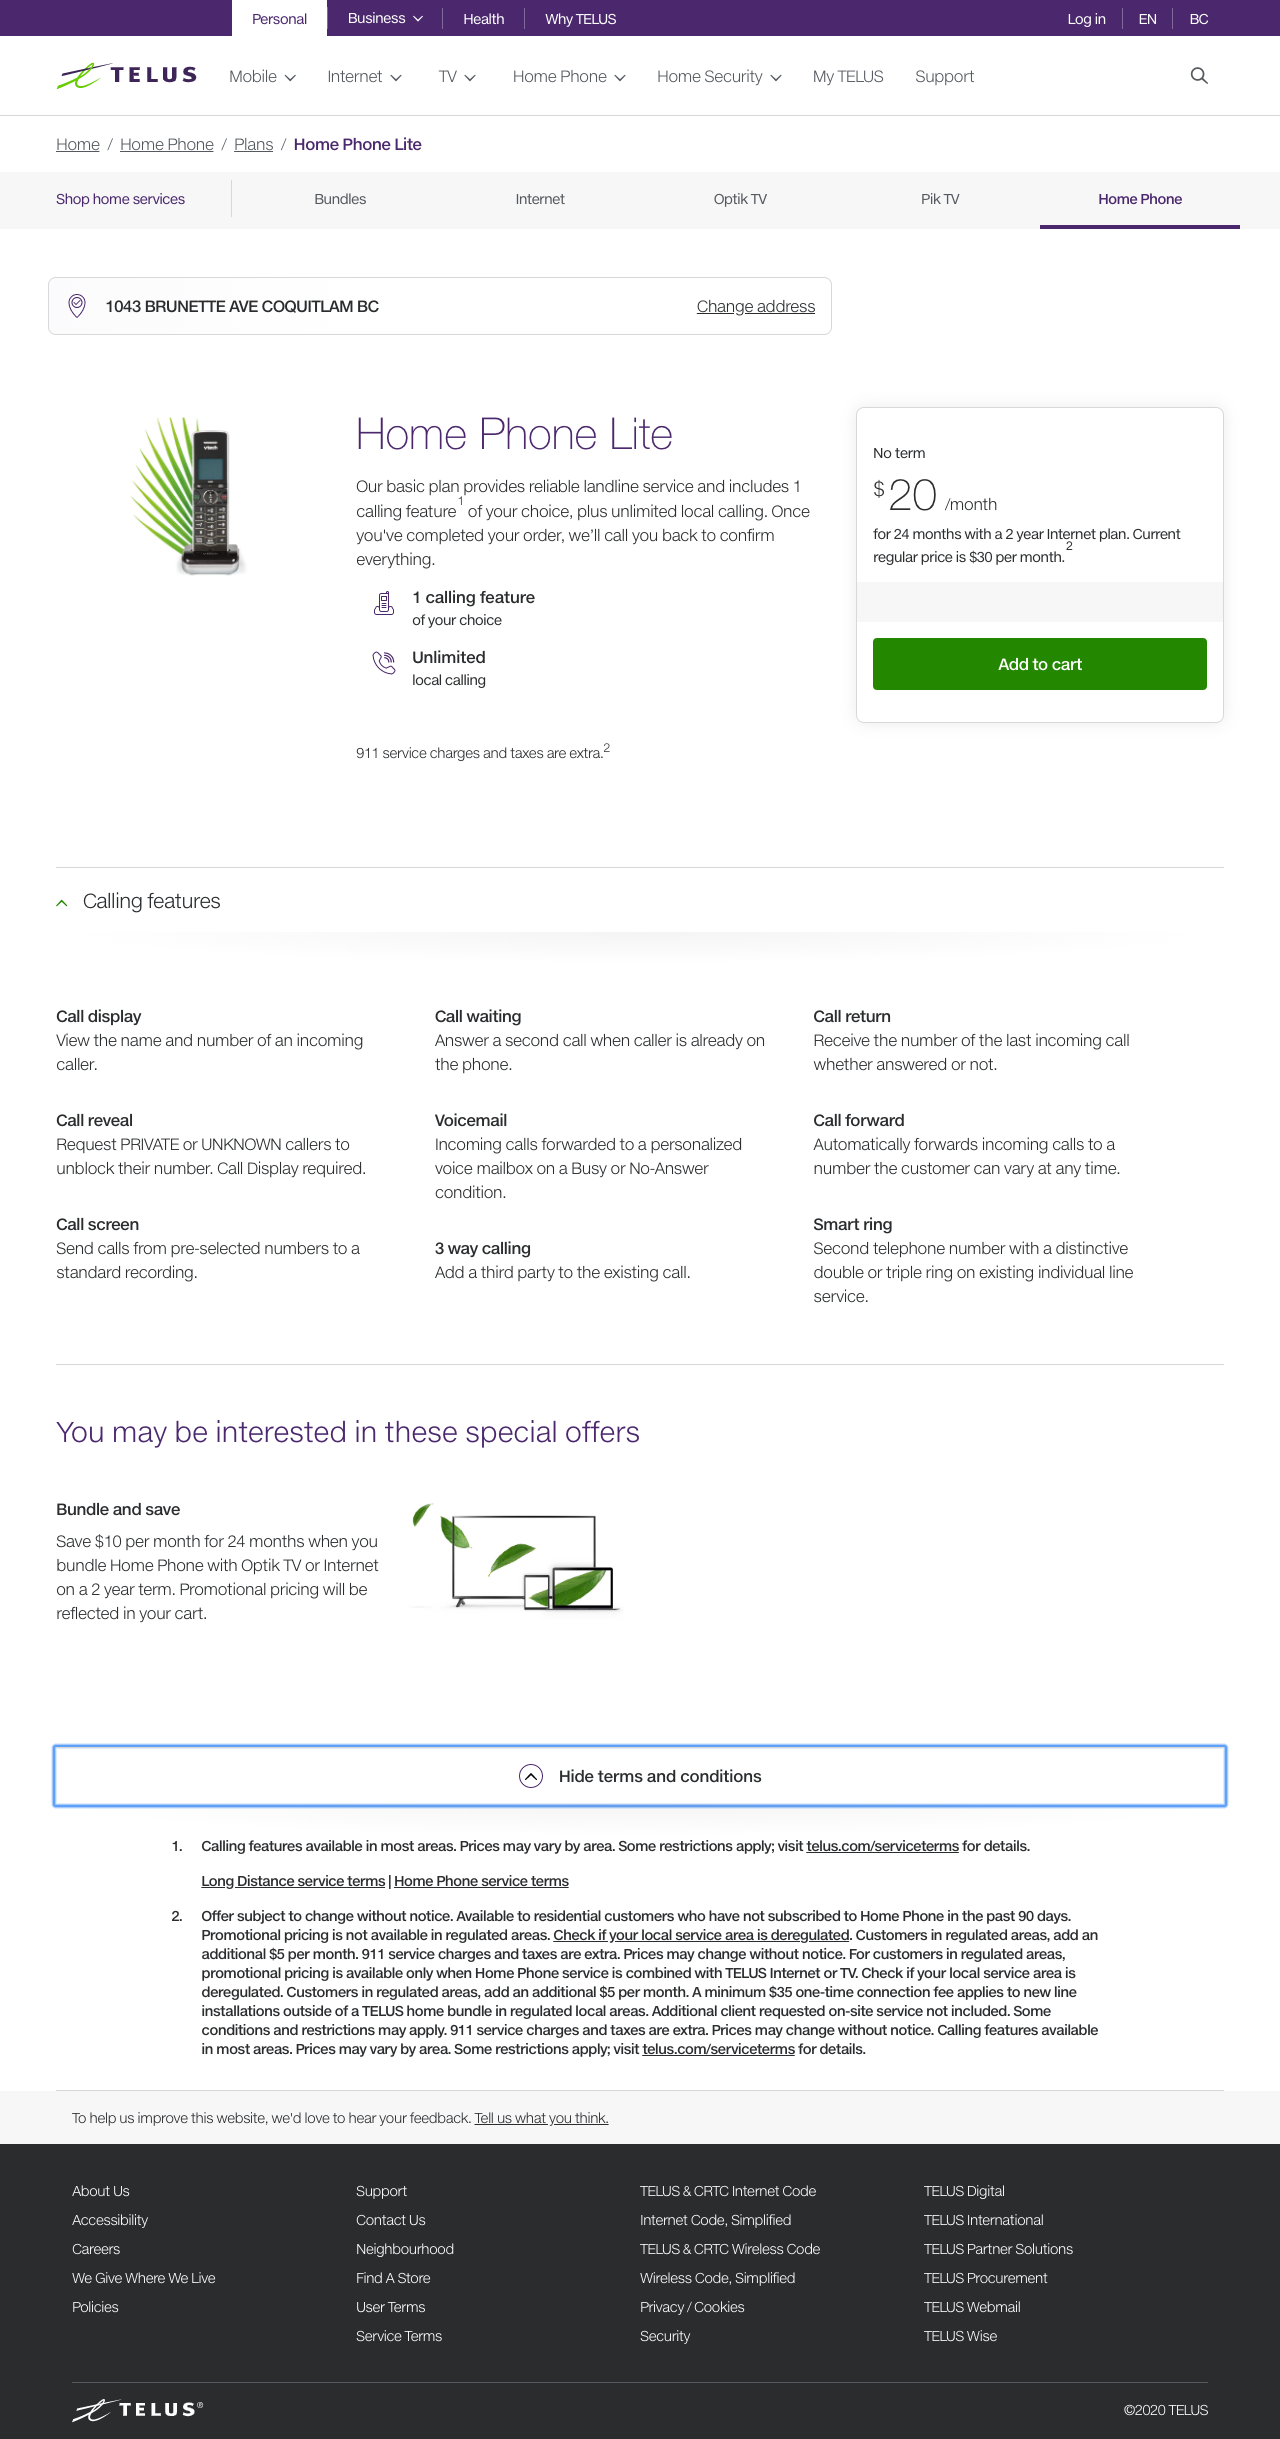 Personal
Business
Health
Why TELUS
Log in
EN
BC
TELUS
Mobile
Internet
TV
Home Phone
Home Security
My TELUS
Support
Home / Home Phone / Plans / Home Phone Lite
Shop home services
Bundles
Internet
Optik TV
Pik TV
Home Phone
1043 BRUNETTE AVE COQUITLAM BC
Change address
vtech
Home Phone Lite
Our basic plan provides reliable landline service and includes 1
calling feature1 of your choice, plus unlimited local calling. Once
you've completed your order, we'll call you back to confirm
everything.
1 calling feature
of your choice
Unlimited
local calling
911 service charges and taxes are extra.2
No term
$20 /month
for 24 months with a 2 year Internet plan. Current
regular price is $30 per month.2
Add to cart
Calling features
Call display
View the name and number of an incoming
caller.
Call waiting
Answer a second call when caller is already on
the phone.
Call return
Receive the number of the last incoming call
whether answered or not.
Call reveal
Request PRIVATE or UNKNOWN callers to
unblock their number. Call Display required.
Voicemail
Incoming calls forwarded to a personalized
voice mailbox on a Busy or No-Answer
condition.
Call forward
Automatically forwards incoming calls to a
number the customer can vary at any time.
Call screen
Send calls from pre-selected numbers to a
standard recording.
3 way calling
Add a third party to the existing call.
Smart ring
Second telephone number with a distinctive
double or triple ring on existing individual line
service.
You may be interested in these special offers
Bundle and save
Save $10 per month for 24 months when you
bundle Home Phone with Optik TV or Internet
on a 2 year term. Promotional pricing will be
reflected in your cart.
Hide terms and conditions
1. Calling features available in most areas. Prices may vary by area. Some restrictions apply; visit telus.com/serviceterms for details.
Long Distance service terms | Home Phone service terms
2. Offer subject to change without notice. Available to residential customers who have not subscribed to Home Phone in the past 90 days.
Promotional pricing is not available in regulated areas. Check if your local service area is deregulated. Customers in regulated areas, add an
additional $5 per month. 911 service charges and taxes are extra. Prices may change without notice. For customers in regulated areas,
promotional pricing is available only when Home Phone service is combined with TELUS Internet or TV. Check if your local service area is
deregulated. Customers in regulated areas, add an additional $5 per month. A minimum $35 one-time connection fee applies to new line
installations outside of a TELUS home bundle in regulated local areas. Additional client requested on-site service not included. Some
conditions and restrictions may apply. 911 service charges and taxes are extra. Prices may change without notice. Calling features available
in most areas. Prices may vary by area. Some restrictions apply; visit telus.com/serviceterms for details.
To help us improve this website, we'd love to hear your feedback. Tell us what you think.
About Us
Accessibility
Careers
We Give Where We Live
Policies
Support
Contact Us
Neighbourhood
Find A Store
User Terms
Service Terms
TELUS & CRTC Internet Code
Internet Code, Simplified
TELUS & CRTC Wireless Code
Wireless Code, Simplified
Privacy / Cookies
Security
TELUS Digital
TELUS International
TELUS Partner Solutions
TELUS Procurement
TELUS Webmail
TELUS Wise
TELUS®
©2020 TELUS